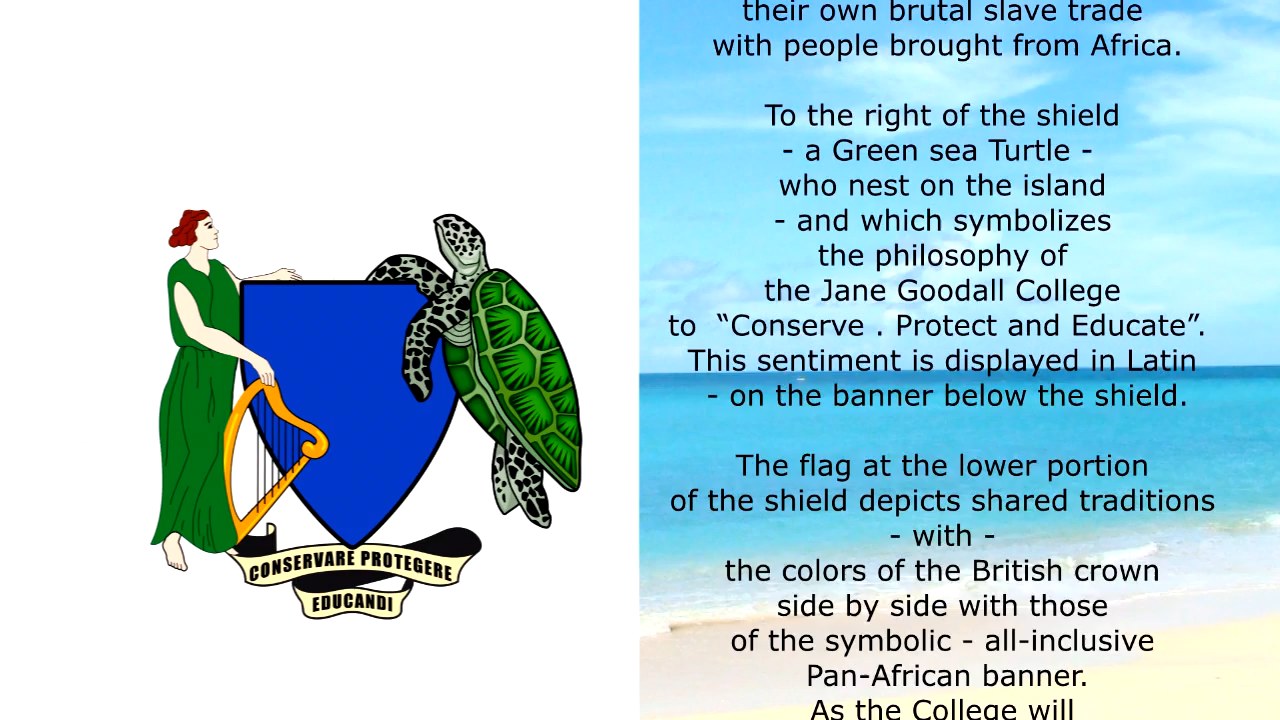 CONSERVARE PROTEGERE
EDUCANDI
their own brutal slave trade
with people brought from Africa.
To the right of the shield
- a Green sea Turtle -
who nest on the island
- and which symbolizes
the philosophy of
the Jane Goodall College
to “Conserve . Protect and Educate”.
This sentiment is displayed in Latin
- on the banner below the shield.
The flag at the lower portion
of the shield depicts shared traditions
- with -
the colors of the British crown
side by side with those
of the symbolic - all-inclusive
Pan-African banner.
As the College will